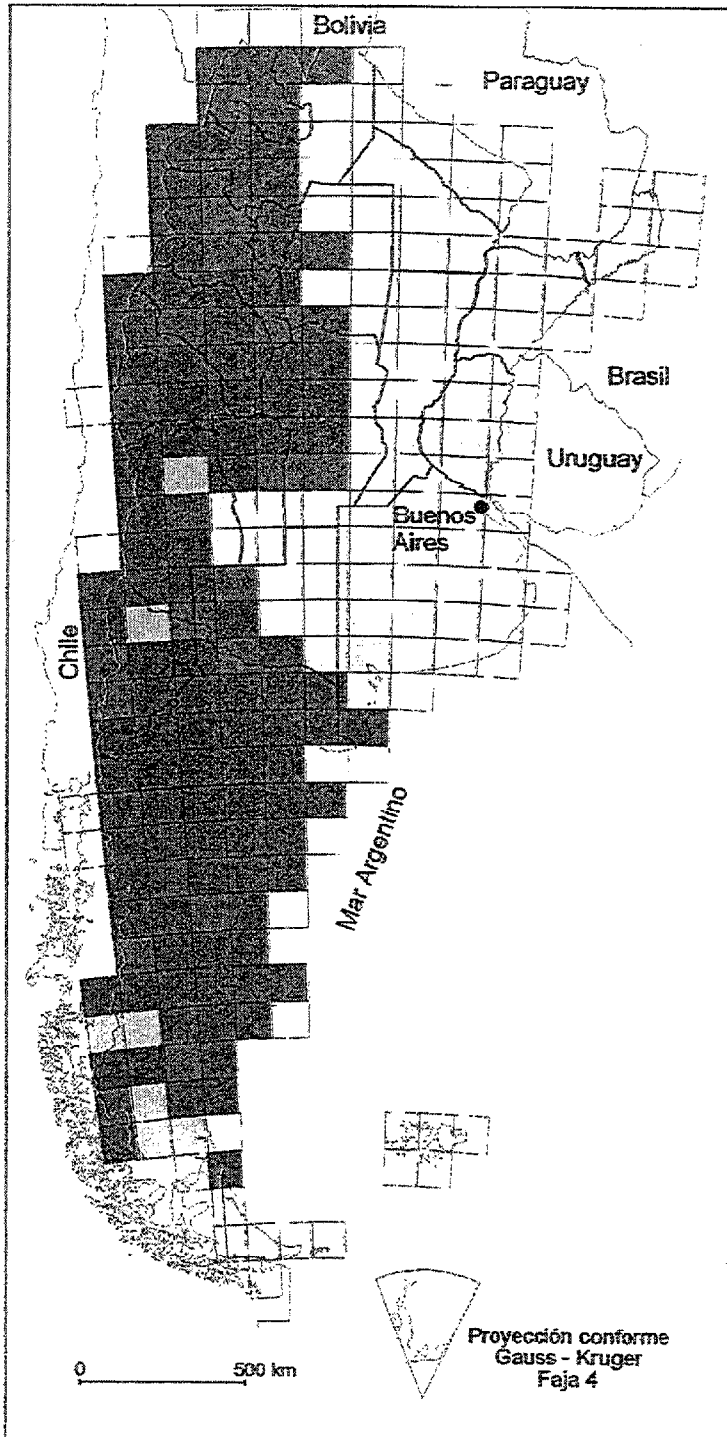 Bolivia
Paraguay
Brasil
Uruguay
Buenos
Aires
Chile
Mar Argentino
Proyección conforme
Gauss - Kruger
Faja 4
0 500 km